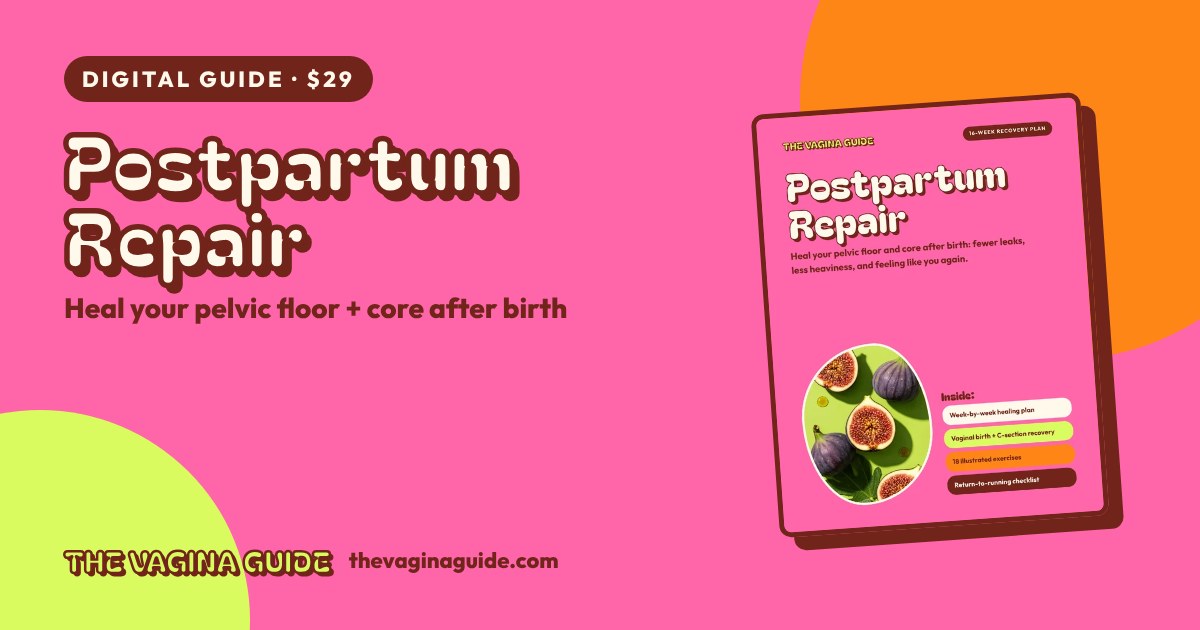 DIGITAL GUIDE · $29
Postpartum
Repair
Heal your pelvic floor + core after birth
THE VAGINA GUIDE
thevaginaguide.com
THE VAGINA GUIDE
16-WEEK RECOVERY PLAN
Postpartum
Repair
Heal your pelvic floor and core after birth: fewer leaks,
less heaviness, and feeling like you again.
Inside:
Week-by-week healing plan
Vaginal birth + C-section recovery
18 illustrated exercises
Return-to-running checklist